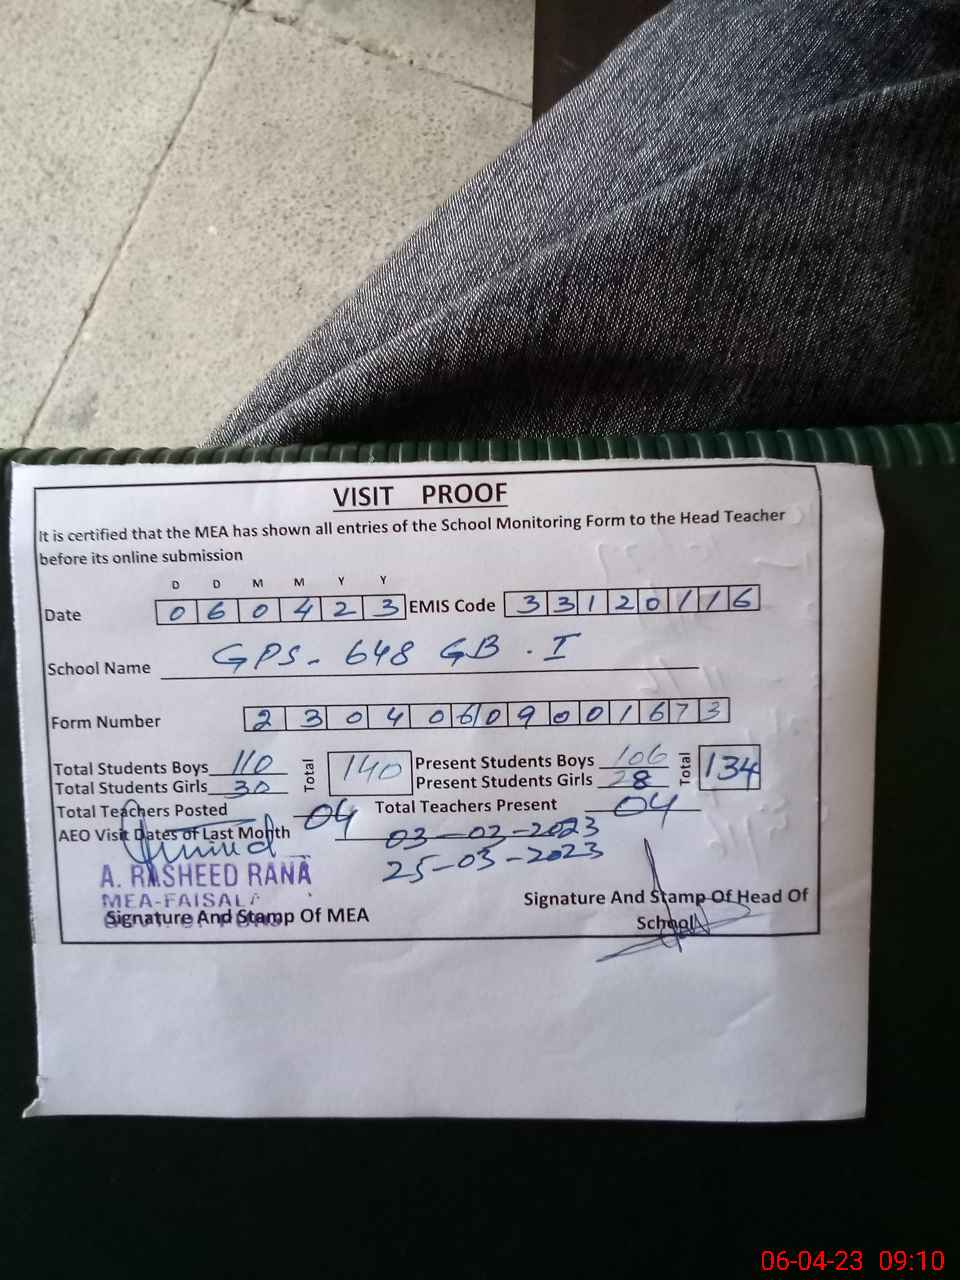 VISIT PROOF
It is certified that the MEA has shown all entries of the School Monitoring Form to the Head Teacher
before its online submission
D D M M Y Y
Date 0 6 0 4 2 3 EMIS Code 3 3 1 2 0 1 1 6
School Name GPS- 648 GB. I
Form Number 2 3 0 4 0 6 0 9 0 0 1 6 7 3
Total Students Boys 110 Total 140 Present Students Boys 106 Total 134
Total Students Girls 30 Present Students Girls 28
Total Teachers Posted 04 Total Teachers Present 04
AEO Visit Dates of Last Month 03-03-2023
25-03-2023
A. RASHEED RANA
MEA-FAISAL
Signature And Stamp Of MEA
Signature And Stamp Of Head Of
School
06-04-23 09:10